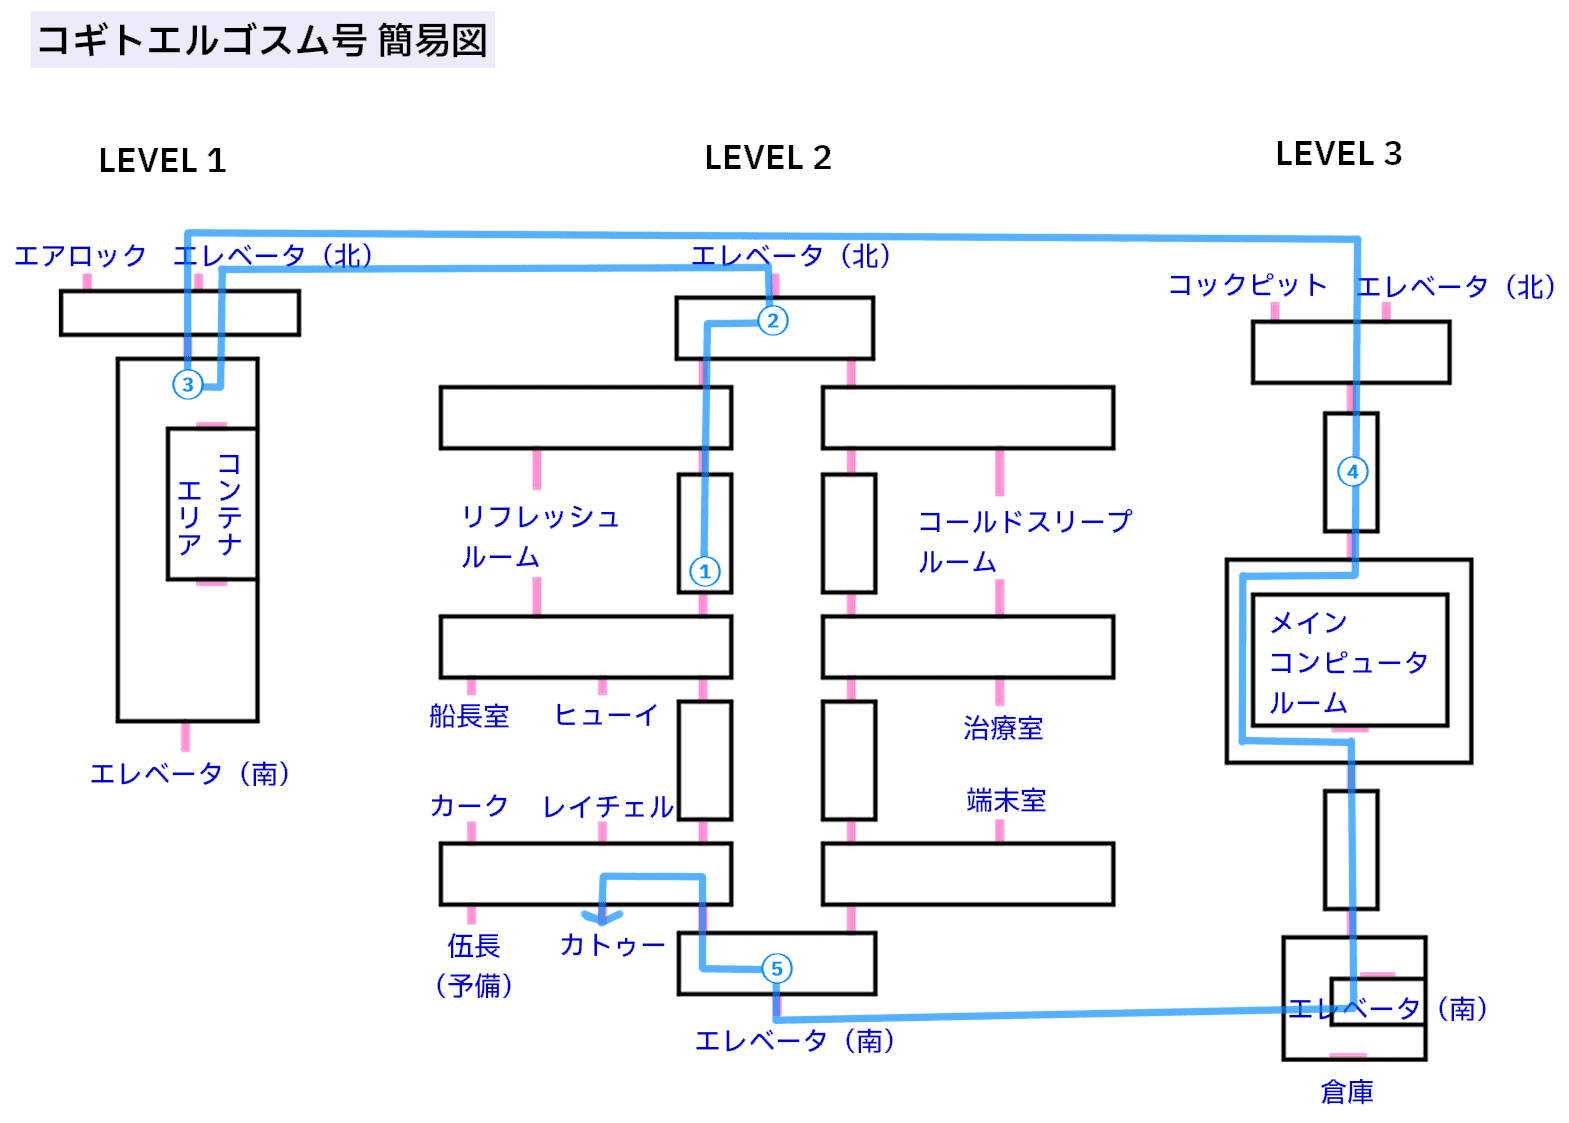 コギトエルゴスム号 簡易図
LEVEL 1
エアロック
エレベータ（北）
3
コンテナ
エリア
エレベータ（南）
LEVEL 2
エレベータ（北）
2
リフレッシュ
ルーム
1
コールドスリープ
ルーム
船長室
ヒューイ
治療室
カーク
レイチェル
端末室
伍長
（予備）
カトゥー
5
エレベータ（南）
LEVEL 3
コックピット
エレベータ（北）
4
メイン
コンピュータ
ルーム
エレベータ（南）
倉庫